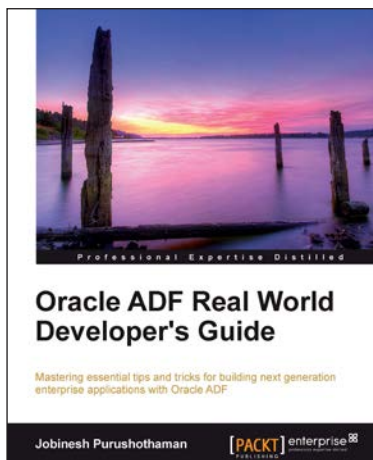 Professional Expertise Distilled
Oracle ADF Real World
Developer's Guide
Mastering essential tips and tricks for building next generation
enterprise applications with Oracle ADF
Jobinesh Purushothaman
[PACKT] enterprise
PUBLISHING